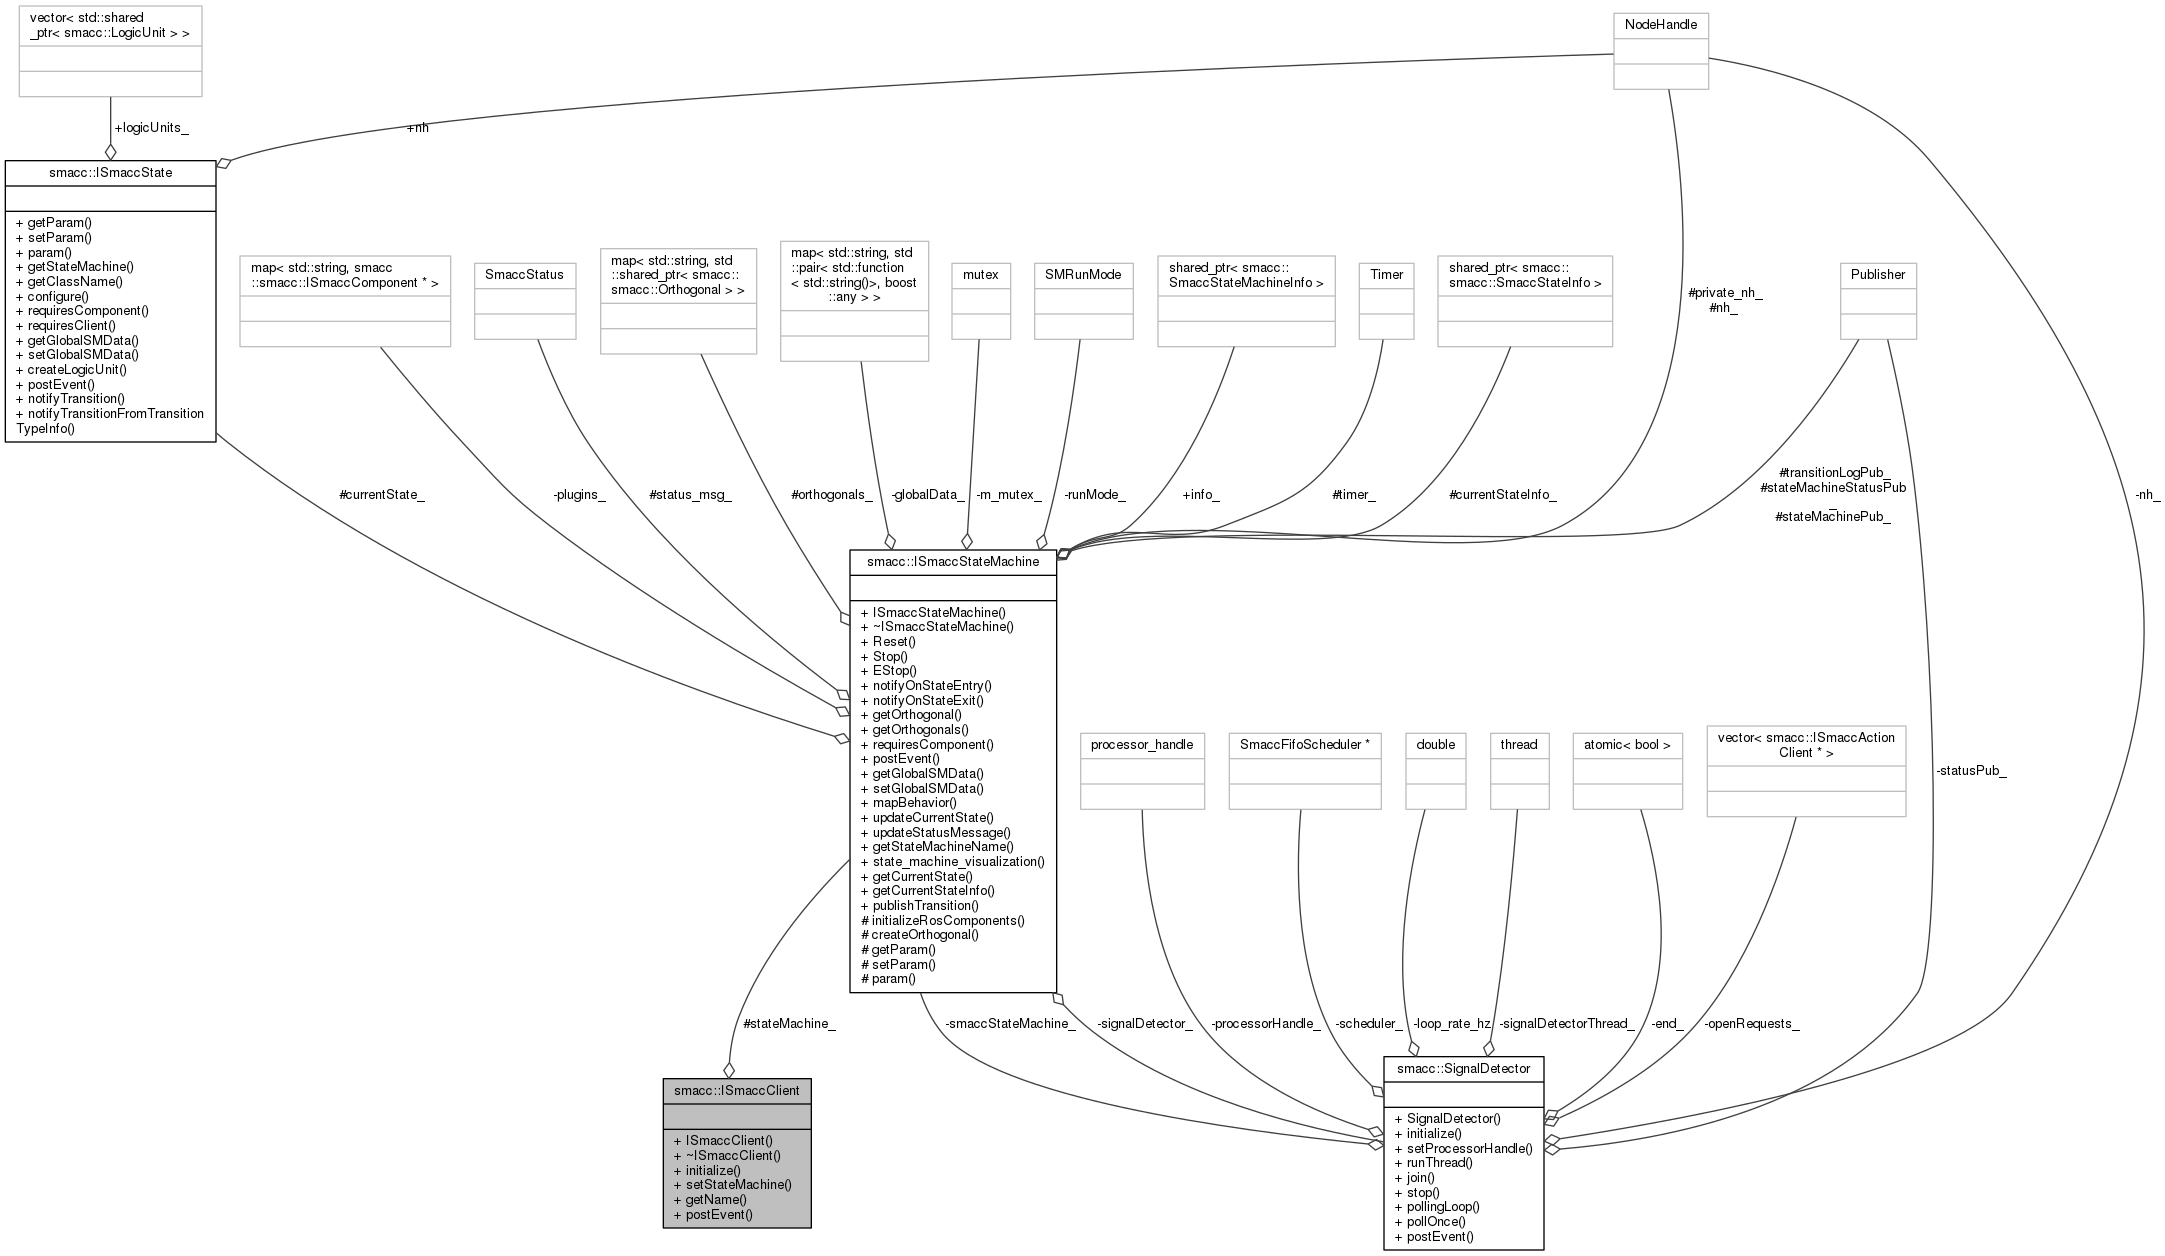 vector< std::shared
_ptr< smacc::LogicUnit > >
NodeHandle
+logicUnits_
+nh
smacc::ISmaccState
+ getParam()
+ setParam()
+ param()
+ getStateMachine()
+ getClassName()
+ configure()
+ requiresComponent()
+ requiresClient()
+ getGlobalSMData()
+ setGlobalSMData()
+ createLogicUnit()
+ postEvent()
+ notifyTransition()
+ notifyTransitionFromTransition
TypeInfo()
map< std::string, smacc
::smacc::ISmaccComponent * >
SmaccStatus
map< std::string, std
::shared_ptr< smacc::
smacc::Orthogonal > >
map< std::string, std
::pair< std::function
< std::string()>, boost
::any > >
mutex
SMRunMode
shared_ptr< smacc::
SmaccStateMachineInfo >
Timer
shared_ptr< smacc::
smacc::SmaccStateInfo >
#private_nh_
#nh_
Publisher
#currentState_
-plugins_
#status_msg_
#orthogonals_
-globalData_
-m_mutex_
-runMode_
+info_
#timer_
#currentStateInfo_
#transitionLogPub_
#stateMachineStatusPub
_
#stateMachinePub_
-nh_
smacc::ISmaccStateMachine
+ ISmaccStateMachine()
+ ~ISmaccStateMachine()
+ Reset()
+ Stop()
+ EStop()
+ notifyOnStateEntry()
+ notifyOnStateExit()
+ getOrthogonal()
+ getOrthogonals()
+ requiresComponent()
+ postEvent()
+ getGlobalSMData()
+ setGlobalSMData()
+ mapBehavior()
+ updateCurrentState()
+ updateStatusMessage()
+ getStateMachineName()
+ state_machine_visualization()
+ getCurrentState()
+ getCurrentStateInfo()
+ publishTransition()
# initializeRosComponents()
# createOrthogonal()
# getParam()
# setParam()
# param()
processor_handle
SmaccFifoScheduler *
double
thread
atomic< bool >
vector< smacc::ISmaccAction
Client * >
-statusPub_
#stateMachine_
-smaccStateMachine_
-signalDetector_
-processorHandle_
-scheduler_
-loop_rate_hz
-signalDetectorThread_
-end_
-openRequests_
smacc::ISmaccClient
+ ISmaccClient()
+ ~ISmaccClient()
+ initialize()
+ setStateMachine()
+ getName()
+ postEvent()
smacc::SignalDetector
+ SignalDetector()
+ initialize()
+ setProcessorHandle()
+ runThread()
+ join()
+ stop()
+ pollingLoop()
+ pollOnce()
+ postEvent()